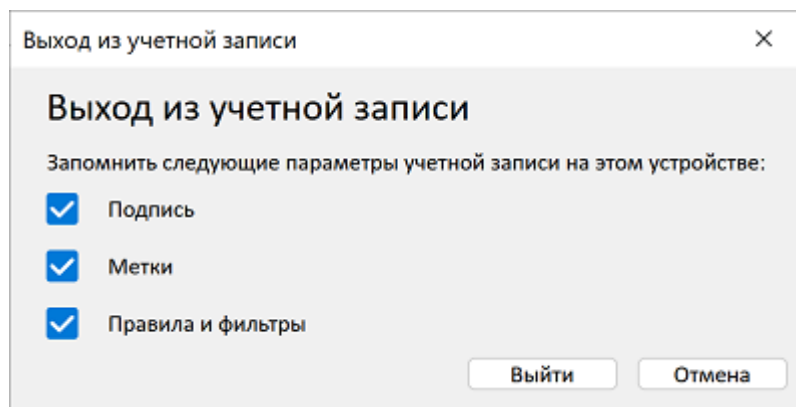 Выход из учетной записи
Выход из учетной записи
Запомнить следующие параметры учетной записи на этом устройстве:
Подпись
Метки
Правила и фильтры
Выйти Отмена